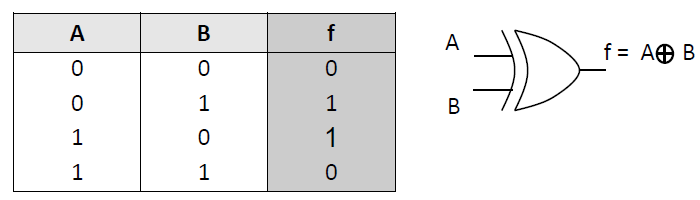 A B f
0 0 0
0 1 1
1 0 1
1 1 0
A
f = A⊕ B
B